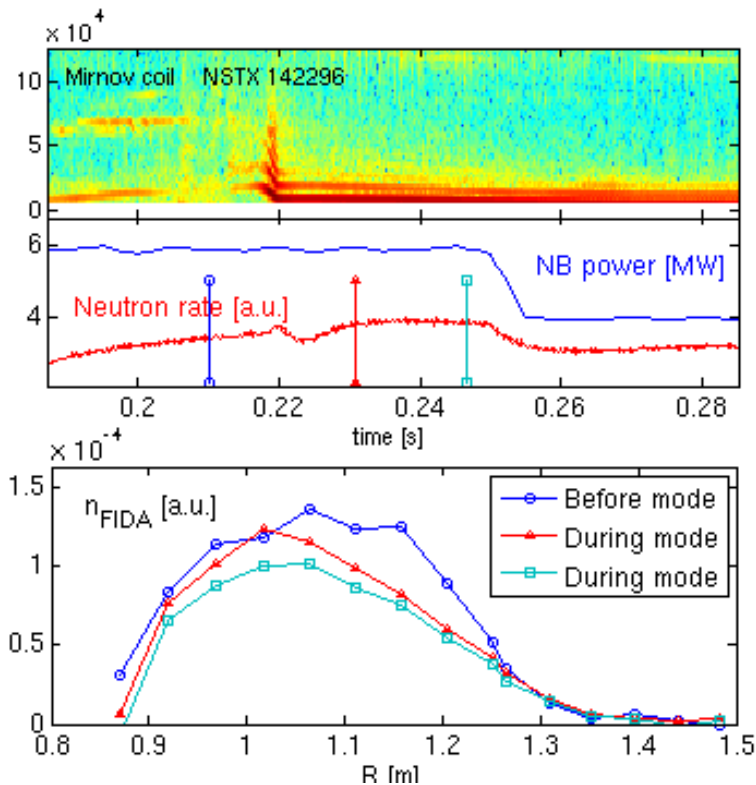 × 10⁴
Mirnov coil NSTX 142296
10
5
0
6
NB power [MW]
Neutron rate [a.u.]
4
0.2 0.22 0.24 0.26 0.28
time [s]
× 10⁻⁴
1.5
n_FIDA [a.u.]
Before mode
During mode
During mode
1
0.5
0
0.8 0.9 1 1.1 1.2 1.3 1.4 1.5
R [m]